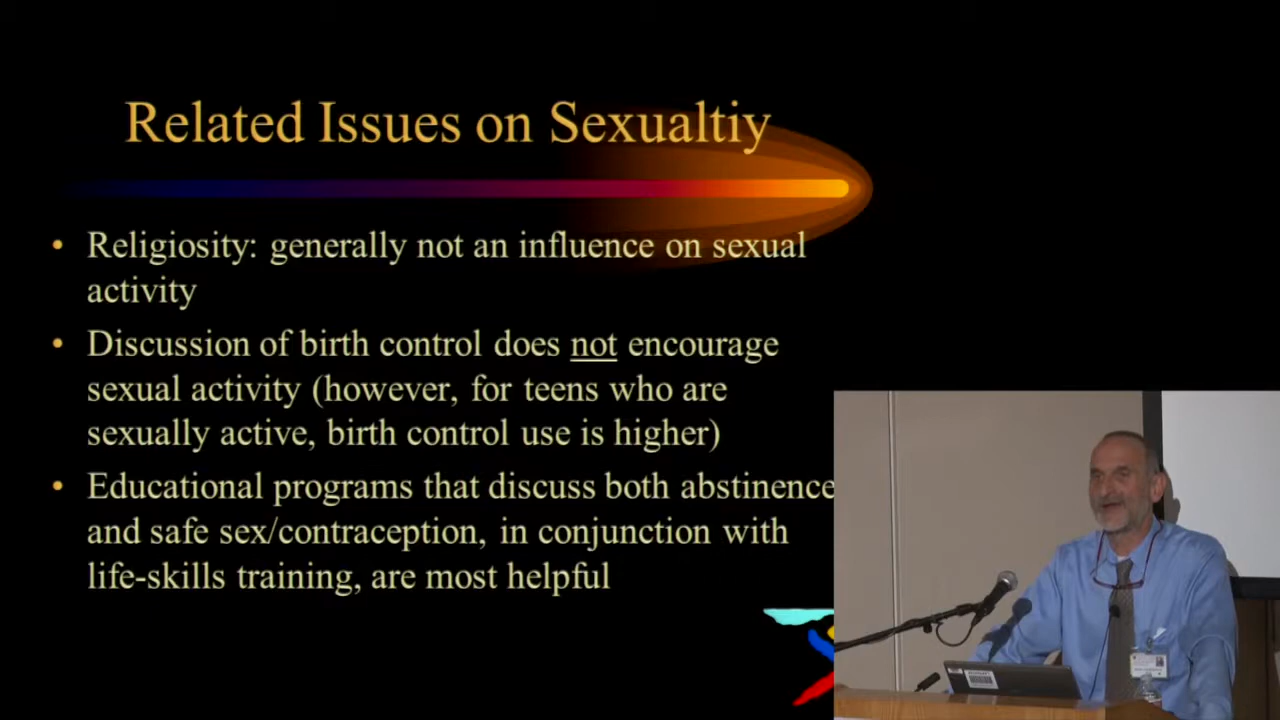 Related Issues on Sexualtiy
• Religiosity: generally not an influence on sexual
activity
• Discussion of birth control does not encourage
sexual activity (however, for teens who are
sexually active, birth control use is higher)
• Educational programs that discuss both abstinence
and safe sex/contraception, in conjunction with
life-skills training, are most helpful